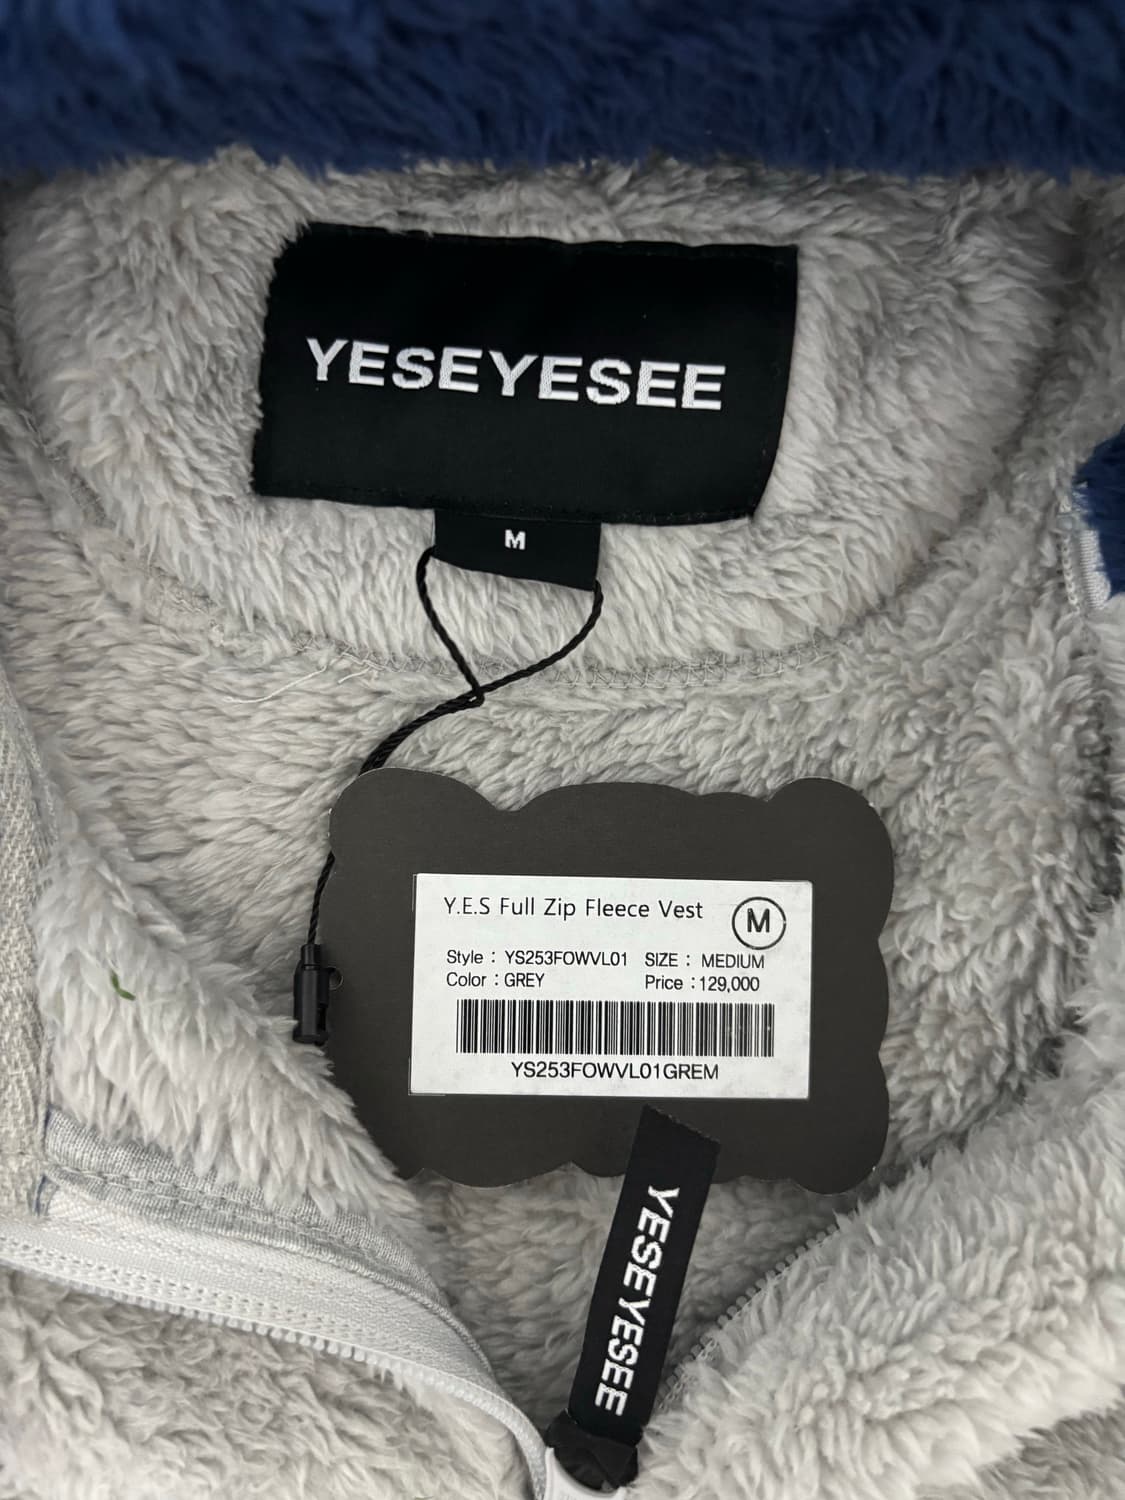 YESEYESEE
M
Y.E.S Full Zip Fleece Vest M
Style : YS253FOWVL01 SIZE : MEDIUM
Color : GREY Price : 129,000
YS253FOWVL01GREM
YESEYESEE